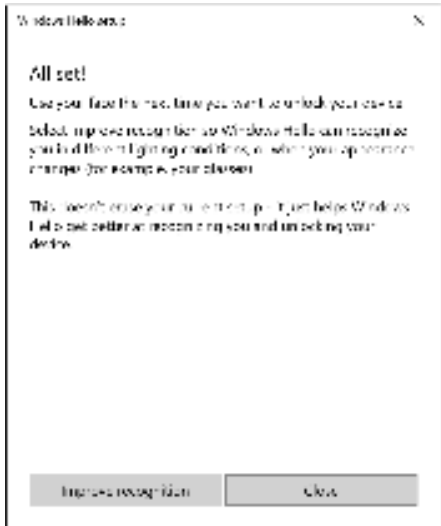 Windows Hello setup
All set!
Use your face the next time you want to unlock your device.
Select Improve recognition so Windows Hello can recognize
you in different lighting conditions, or when your appearance
changes (for example, your glasses)
This doesn't erase your current setup - it just helps Windows
Hello get better at recognizing you and unlocking your
device.
Improve recognition
Close